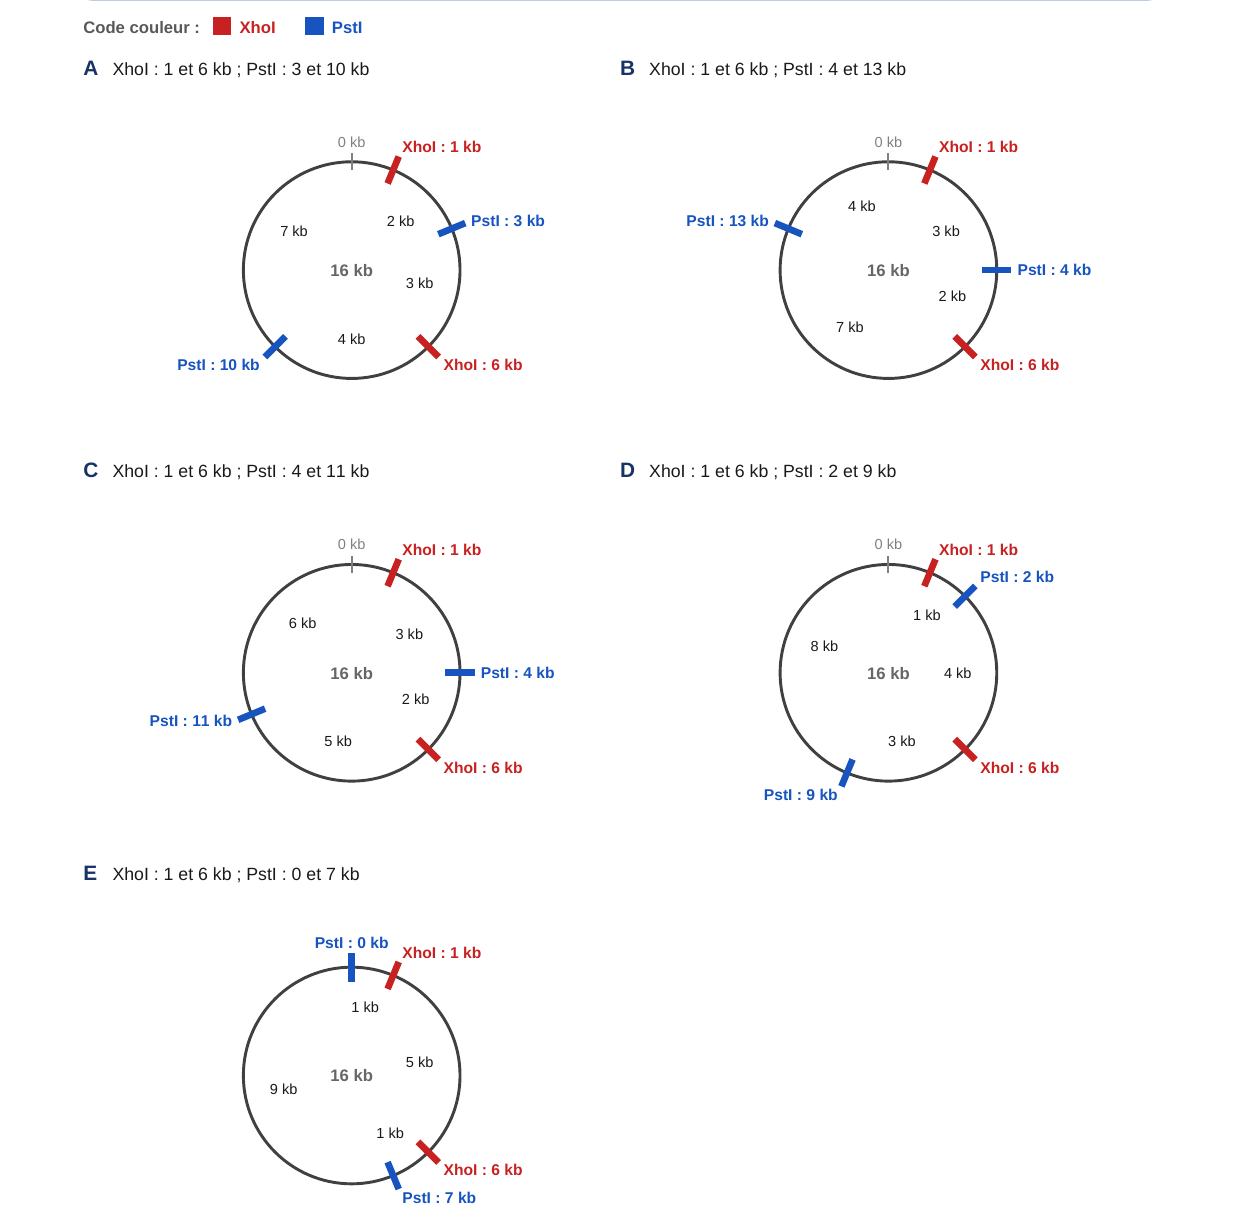 Code couleur : XhoI PstI
A XhoI : 1 et 6 kb ; PstI : 3 et 10 kb
0 kb
XhoI : 1 kb
PstI : 3 kb
2 kb
7 kb
16 kb
3 kb
4 kb
PstI : 10 kb
XhoI : 6 kb
B XhoI : 1 et 6 kb ; PstI : 4 et 13 kb
0 kb
XhoI : 1 kb
4 kb
PstI : 13 kb
3 kb
16 kb
PstI : 4 kb
2 kb
7 kb
XhoI : 6 kb
C XhoI : 1 et 6 kb ; PstI : 4 et 11 kb
0 kb
XhoI : 1 kb
6 kb
3 kb
16 kb
PstI : 4 kb
2 kb
PstI : 11 kb
5 kb
XhoI : 6 kb
D XhoI : 1 et 6 kb ; PstI : 2 et 9 kb
0 kb
XhoI : 1 kb
PstI : 2 kb
1 kb
8 kb
16 kb
4 kb
3 kb
XhoI : 6 kb
PstI : 9 kb
E XhoI : 1 et 6 kb ; PstI : 0 et 7 kb
PstI : 0 kb
XhoI : 1 kb
1 kb
5 kb
16 kb
9 kb
1 kb
XhoI : 6 kb
PstI : 7 kb